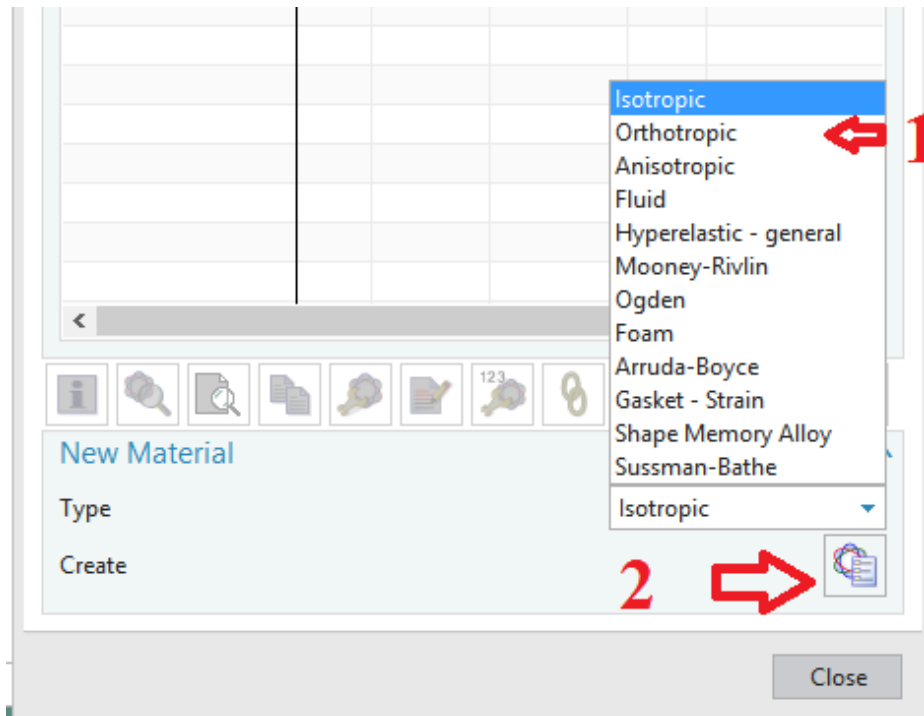 Isotropic
Orthotropic
1
Anisotropic
Fluid
Hyperelastic - general
Mooney-Rivlin
Ogden
Foam
Arruda-Boyce
Gasket - Strain
Shape Memory Alloy
Sussman-Bathe
123
New Material
Type
Isotropic
Create
2
Close